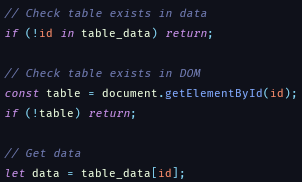 // Check table exists in data
if (!id in table_data) return;
// Check table exists in DOM
const table = document.getElementById(id);
if (!table) return;
// Get data
let data = table_data[id];